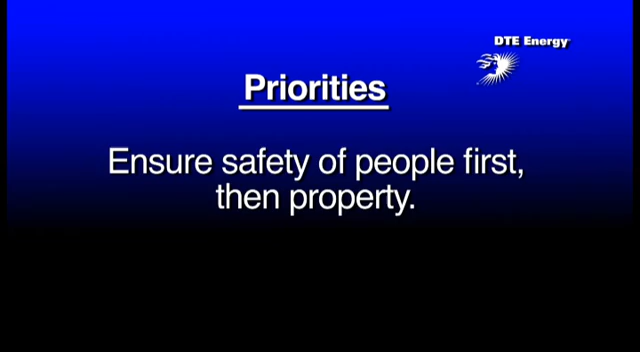 DTE Energy
Priorities
Ensure safety of people first,
then property.